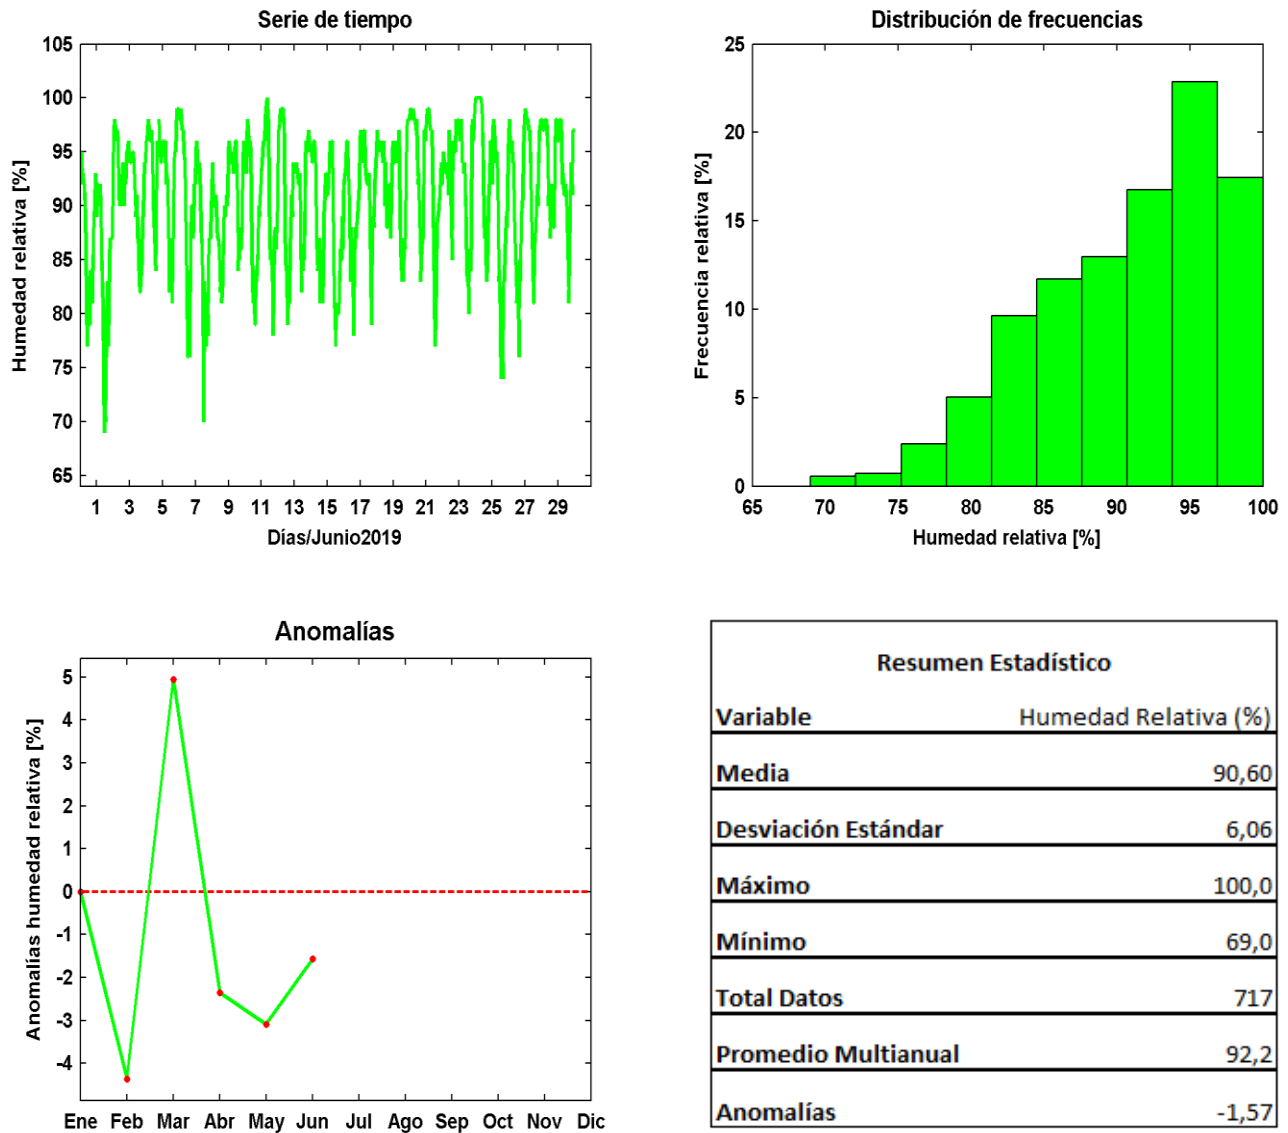 Serie de tiempo
105
100
95
90
85
80
75
70
65
Humedad relativa [%]
1 3 5 7 9 11 13 15 17 19 21 23 25 27 29
Días/Junio2019
Distribución de frecuencias
25
20
15
10
5
0
Frecuencia relativa [%]
65 70 75 80 85 90 95 100
Humedad relativa [%]
Anomalías
5
4
3
2
1
0
-1
-2
-3
-4
Anomalías humedad relativa [%]
Ene Feb Mar Abr May Jun Jul Ago Sep Oct Nov Dic
Resumen Estadístico
Variable Humedad Relativa (%)
Media 90,60
Desviación Estándar 6,06
Máximo 100,0
Mínimo 69,0
Total Datos 717
Promedio Multianual 92,2
Anomalías -1,57